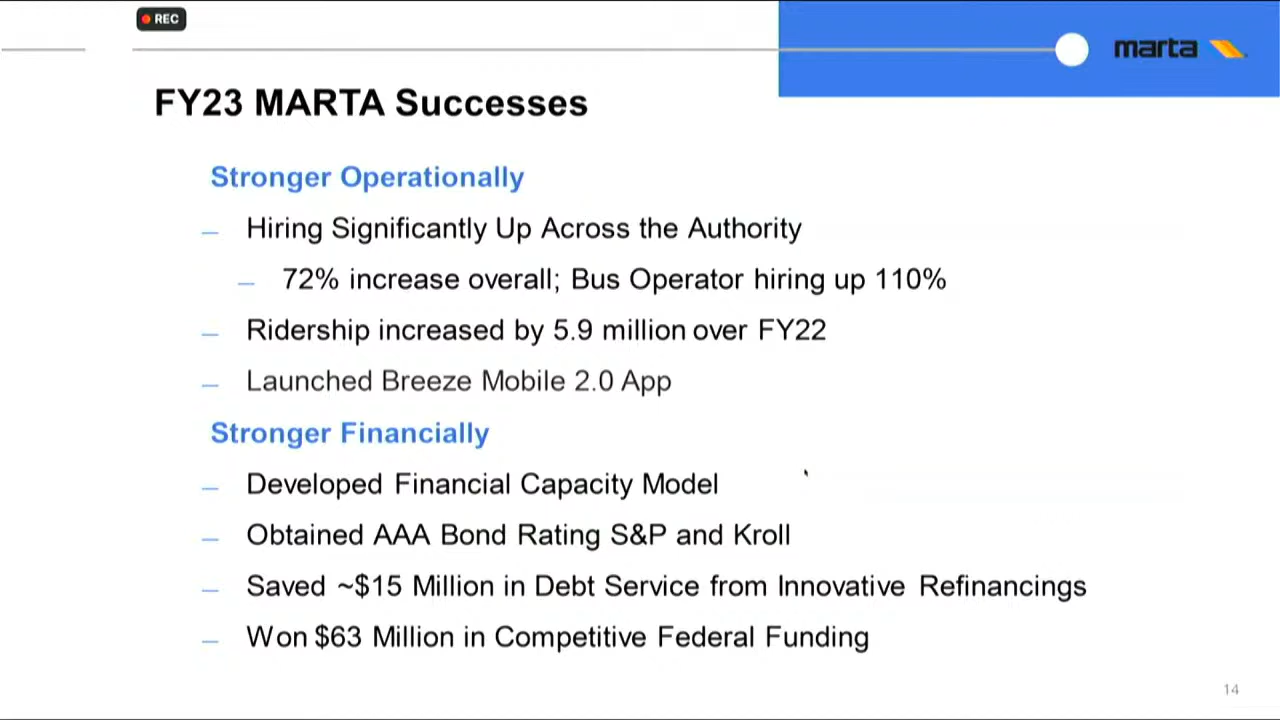 REC
marta
FY23 MARTA Successes
Stronger Operationally
– Hiring Significantly Up Across the Authority
– 72% increase overall; Bus Operator hiring up 110%
– Ridership increased by 5.9 million over FY22
– Launched Breeze Mobile 2.0 App
Stronger Financially
– Developed Financial Capacity Model
– Obtained AAA Bond Rating S&P and Kroll
– Saved ~$15 Million in Debt Service from Innovative Refinancings
– Won $63 Million in Competitive Federal Funding
14